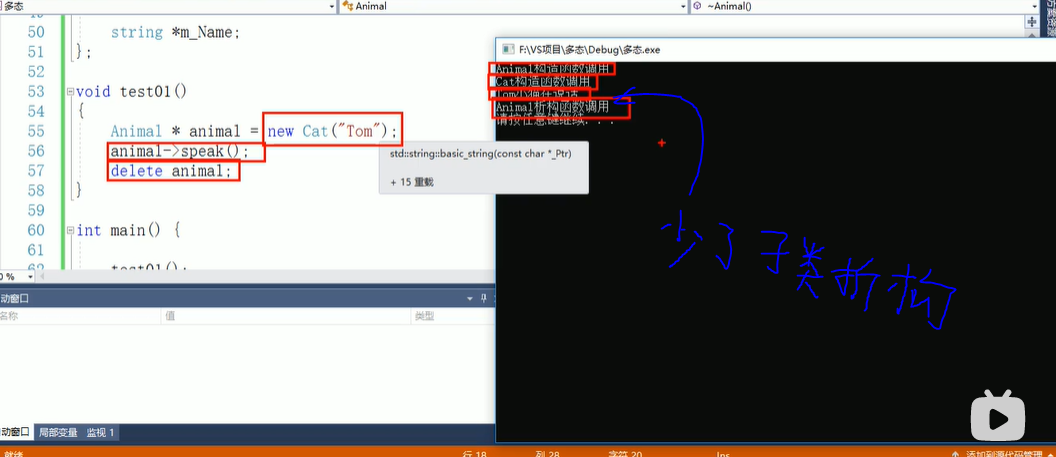 多态
Animal
~Animal()
50 string *m_Name;
51 };
52
53 void test01()
54 {
55 Animal * animal = new Cat("Tom");
56 animal->speak();
57 delete animal;
58 }
59
60 int main() {
61
62 test01();
std::string::basic_string(const char *_Ptr)
+ 15 重载
F:\VS项目\多态\Debug\多态.exe
Animal构造函数调用
Cat构造函数调用
Tom小猫在说话
Animal析构函数调用
请按任意键继续. . .
少了子类析构
0 %
动窗口
名称 值 类型
动窗口 局部变量 监视 1
就绪 行 18 列 28 字符 20 Ins 添加到源代码管理